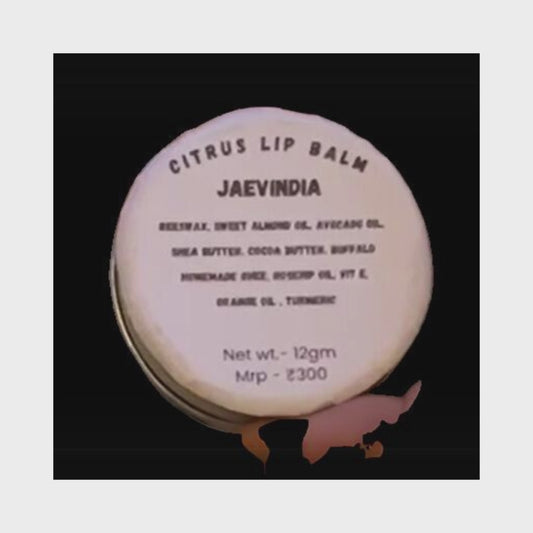 CITRUS LIP BALM
JAEVINDIA
BEESWAX, SWEET ALMOND OIL, AVOCADO OIL,
SHEA BUTTER, COCOA BUTTER, BUFFALO
HOMEMADE GHEE, ROSEHIP OIL, VIT E,
ORANGE OIL , TURMERIC
Net wt.- 12gm
Mrp - ₹300